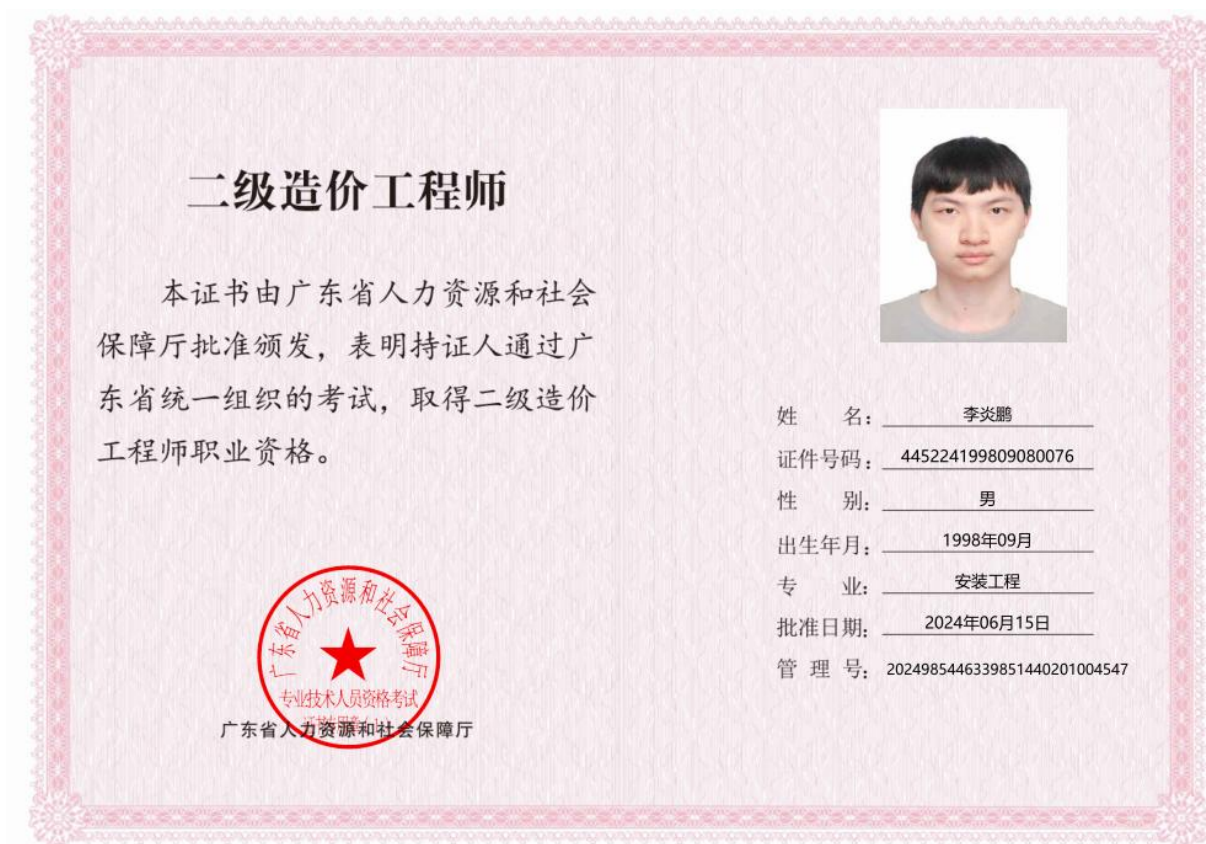 二级造价工程师
本证书由广东省人力资源和社会
保障厅批准颁发，表明持证人通过广
东省统一组织的考试，取得二级造价
工程师职业资格。
广东省人力资源和社会保障厅
专业技术人员资格考试
证书专用章（1）
广东省人力资源和社会保障厅
姓 名：李炎鹏
证件号码：445224199809080076
性 别：男
出生年月：1998年09月
专 业：安装工程
批准日期：2024年06月15日
管 理 号：2024985446339851440201004547